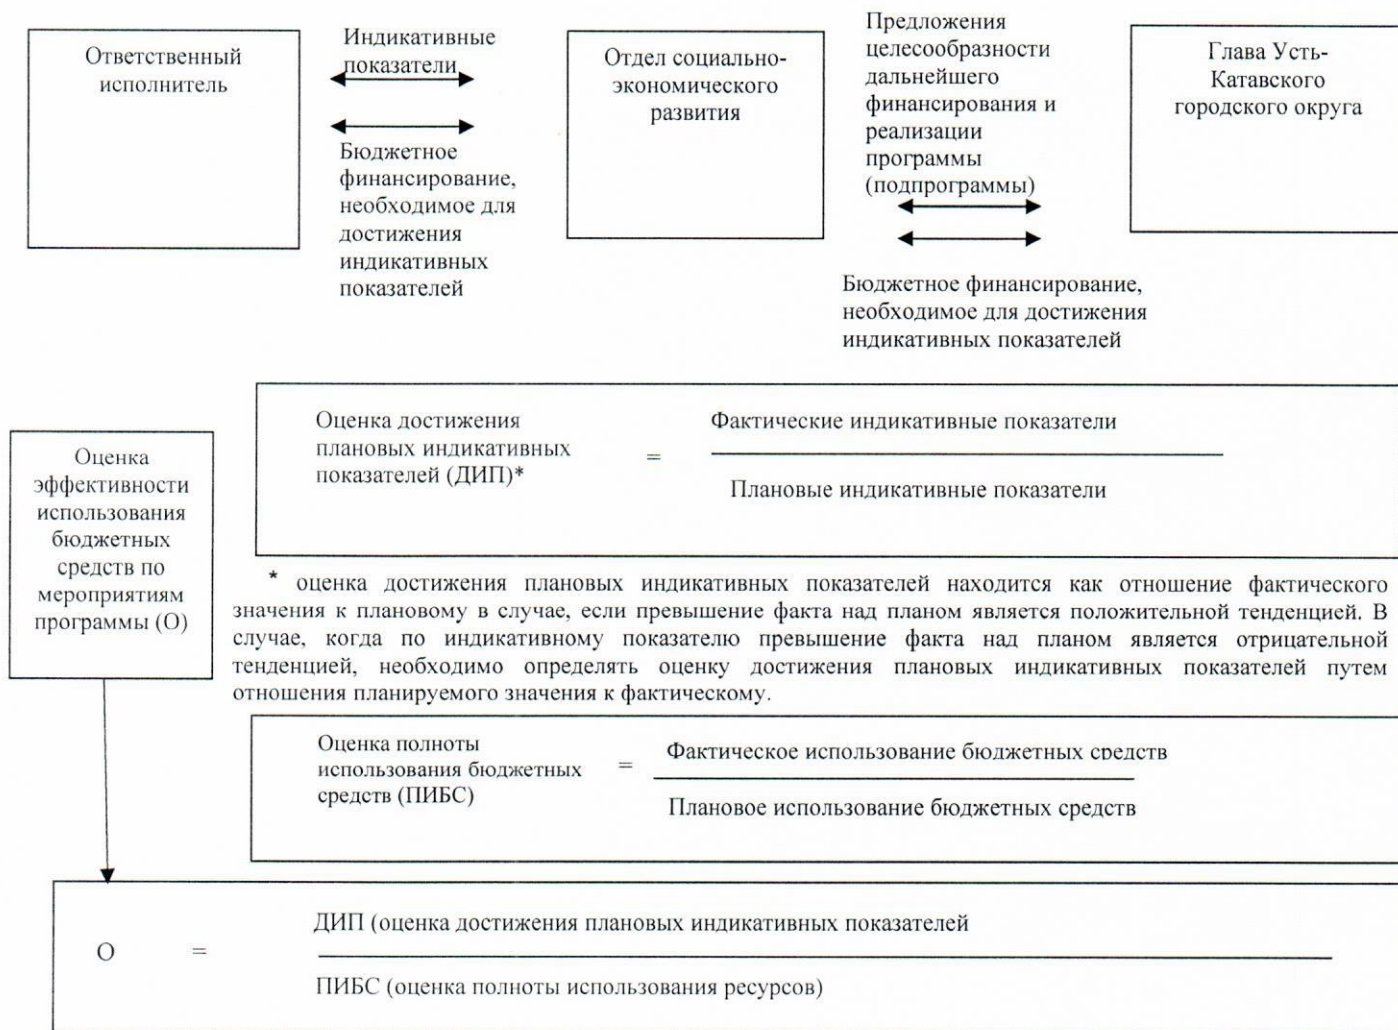 Ответственный
исполнитель
Индикативные
показатели
Бюджетное
финансирование,
необходимое для
достижения
индикативных
показателей
Отдел социально-
экономического
развития
Предложения
целесообразности
дальнейшего
финансирования и
реализации
программы
(подпрограммы)
Бюджетное финансирование,
необходимое для достижения
индикативных показателей
Глава Усть-
Катавского
городского округа
Оценка
эффективности
использования
бюджетных
средств по
мероприятиям
программы (О)
Оценка достижения
плановых индикативных
показателей (ДИП)*
=
Фактические индикативные показатели
Плановые индикативные показатели
* оценка достижения плановых индикативных показателей находится как отношение фактического
значения к плановому в случае, если превышение факта над планом является положительной тенденцией. В
случае, когда по индикативному показателю превышение факта над планом является отрицательной
тенденцией, необходимо определять оценку достижения плановых индикативных показателей путем
отношения планируемого значения к фактическому.
Оценка полноты
использования бюджетных
средств (ПИБС)
=
Фактическое использование бюджетных средств
Плановое использование бюджетных средств
О =
ДИП (оценка достижения плановых индикативных показателей
ПИБС (оценка полноты использования ресурсов)